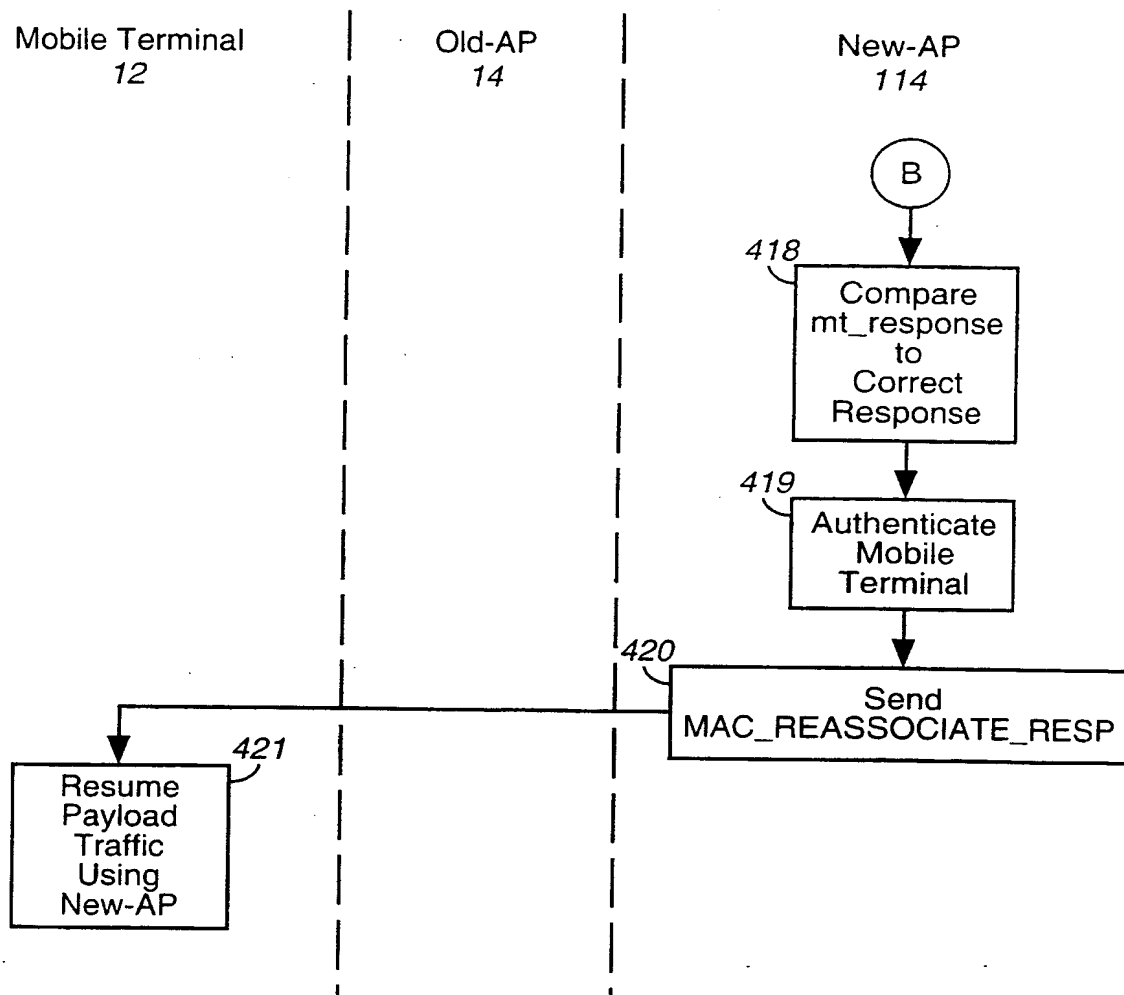 Mobile Terminal
12
Old-AP
14
New-AP
114
B
418
Compare
mt_response
to
Correct
Response
419
Authenticate
Mobile
Terminal
420
Send
MAC_REASSOCIATE_RESP
421
Resume
Payload
Traffic
Using
New-AP